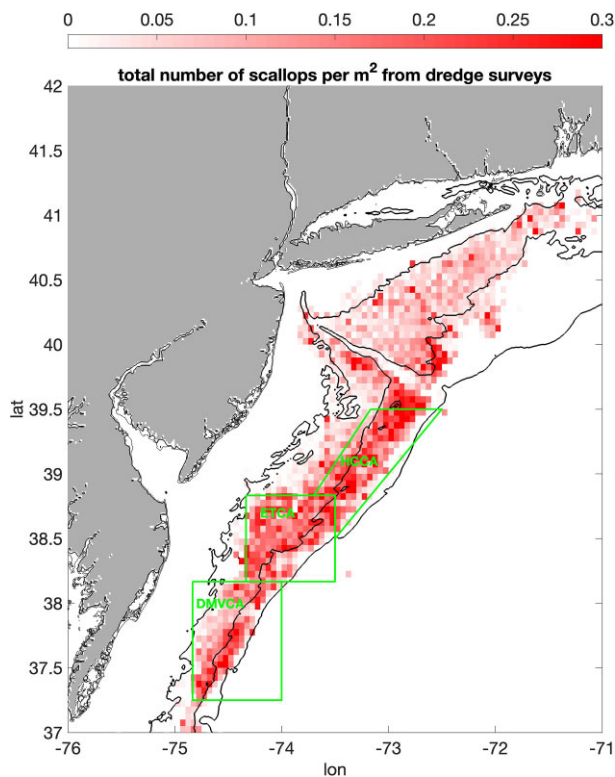 0 0.05 0.1 0.15 0.2 0.25 0.3
total number of scallops per m² from dredge surveys
42
41.5
41
40.5
40
39.5
39
38.5
38
37.5
37
lat
HGCA
ETCA
DMVCA
-76 -75 -74 -73 -72 -71
lon